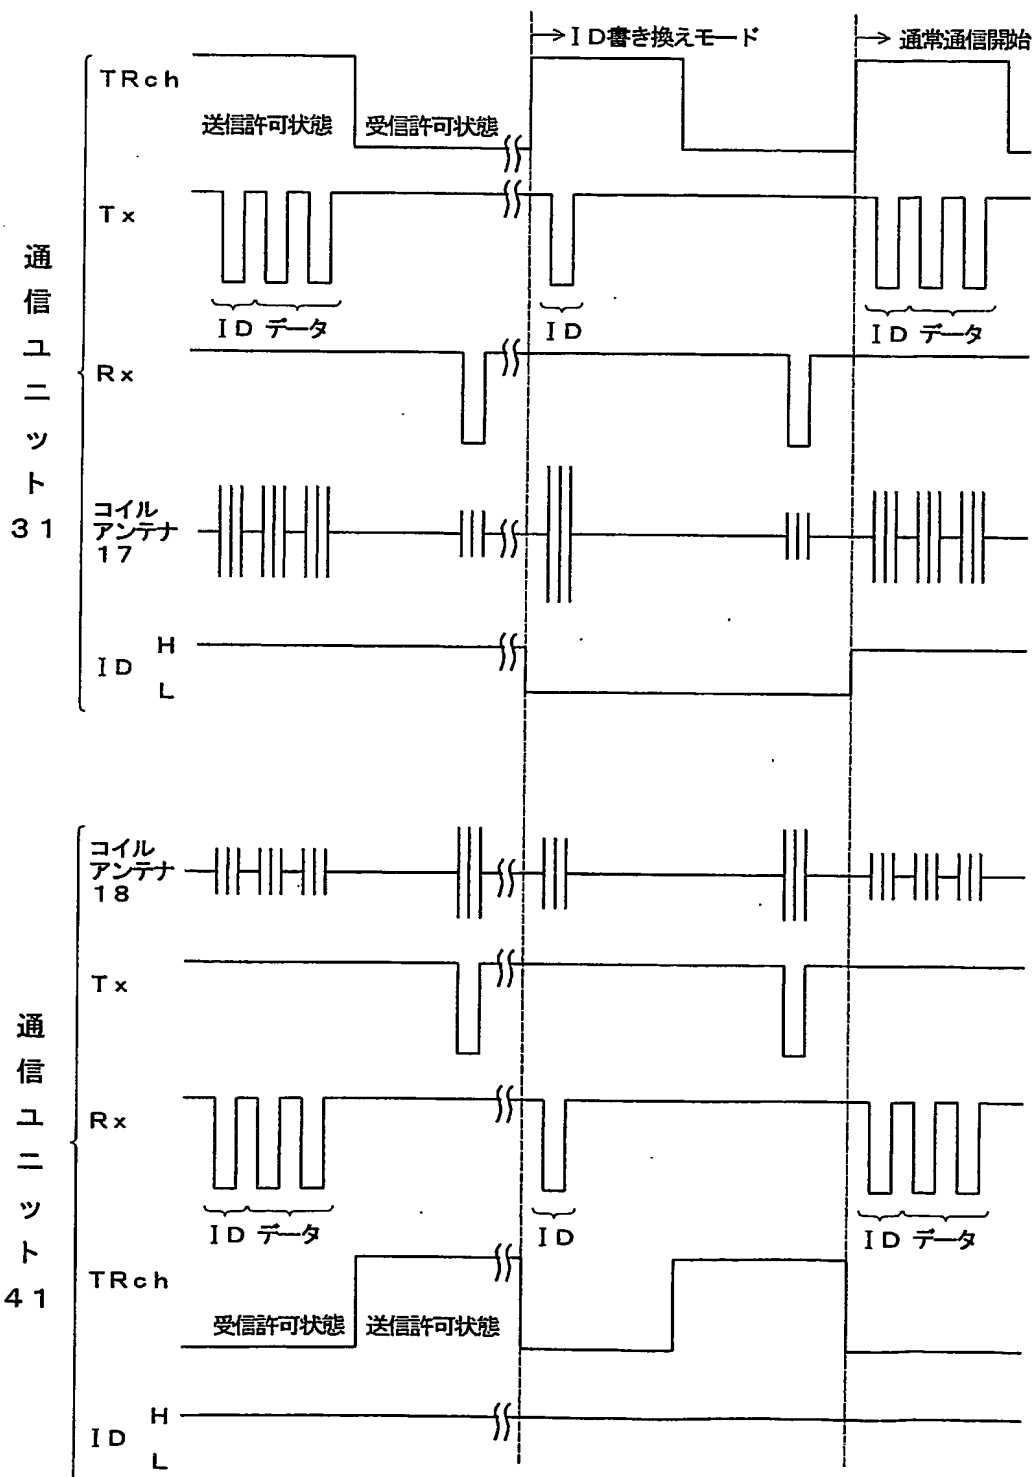 →ID書き換えモード
→ 通常通信開始
TRch
送信許可状態 受信許可状態
Tx
ID データ
ID
ID データ
Rx
通信ユニット31
コイル
アンテナ
17
ID
H
L
コイル
アンテナ
18
Tx
通信ユニット41
Rx
ID データ
ID
ID データ
TRch
受信許可状態 送信許可状態
ID
H
L